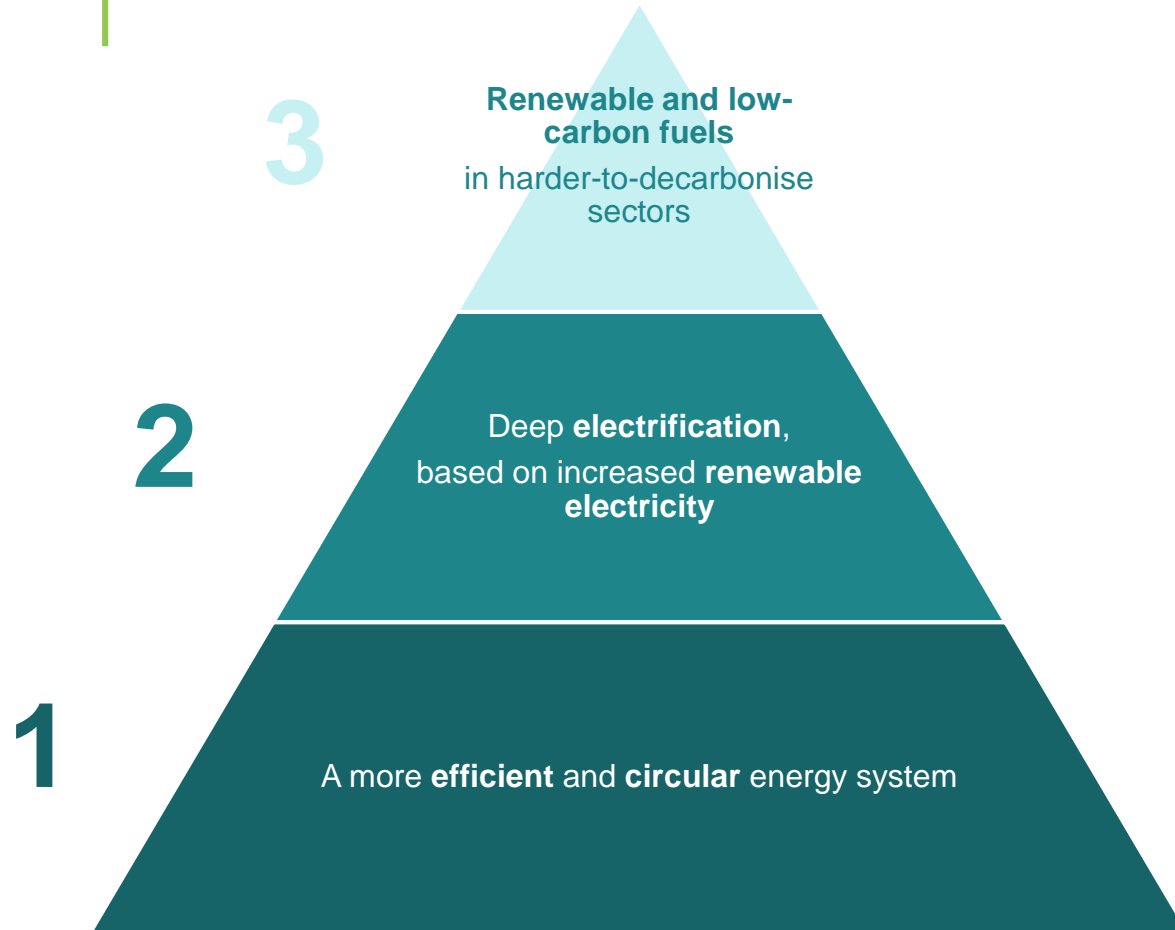 3
Renewable and low-
carbon fuels
in harder-to-decarbonise
sectors
2
Deep electrification,
based on increased renewable
electricity
1
A more efficient and circular energy system